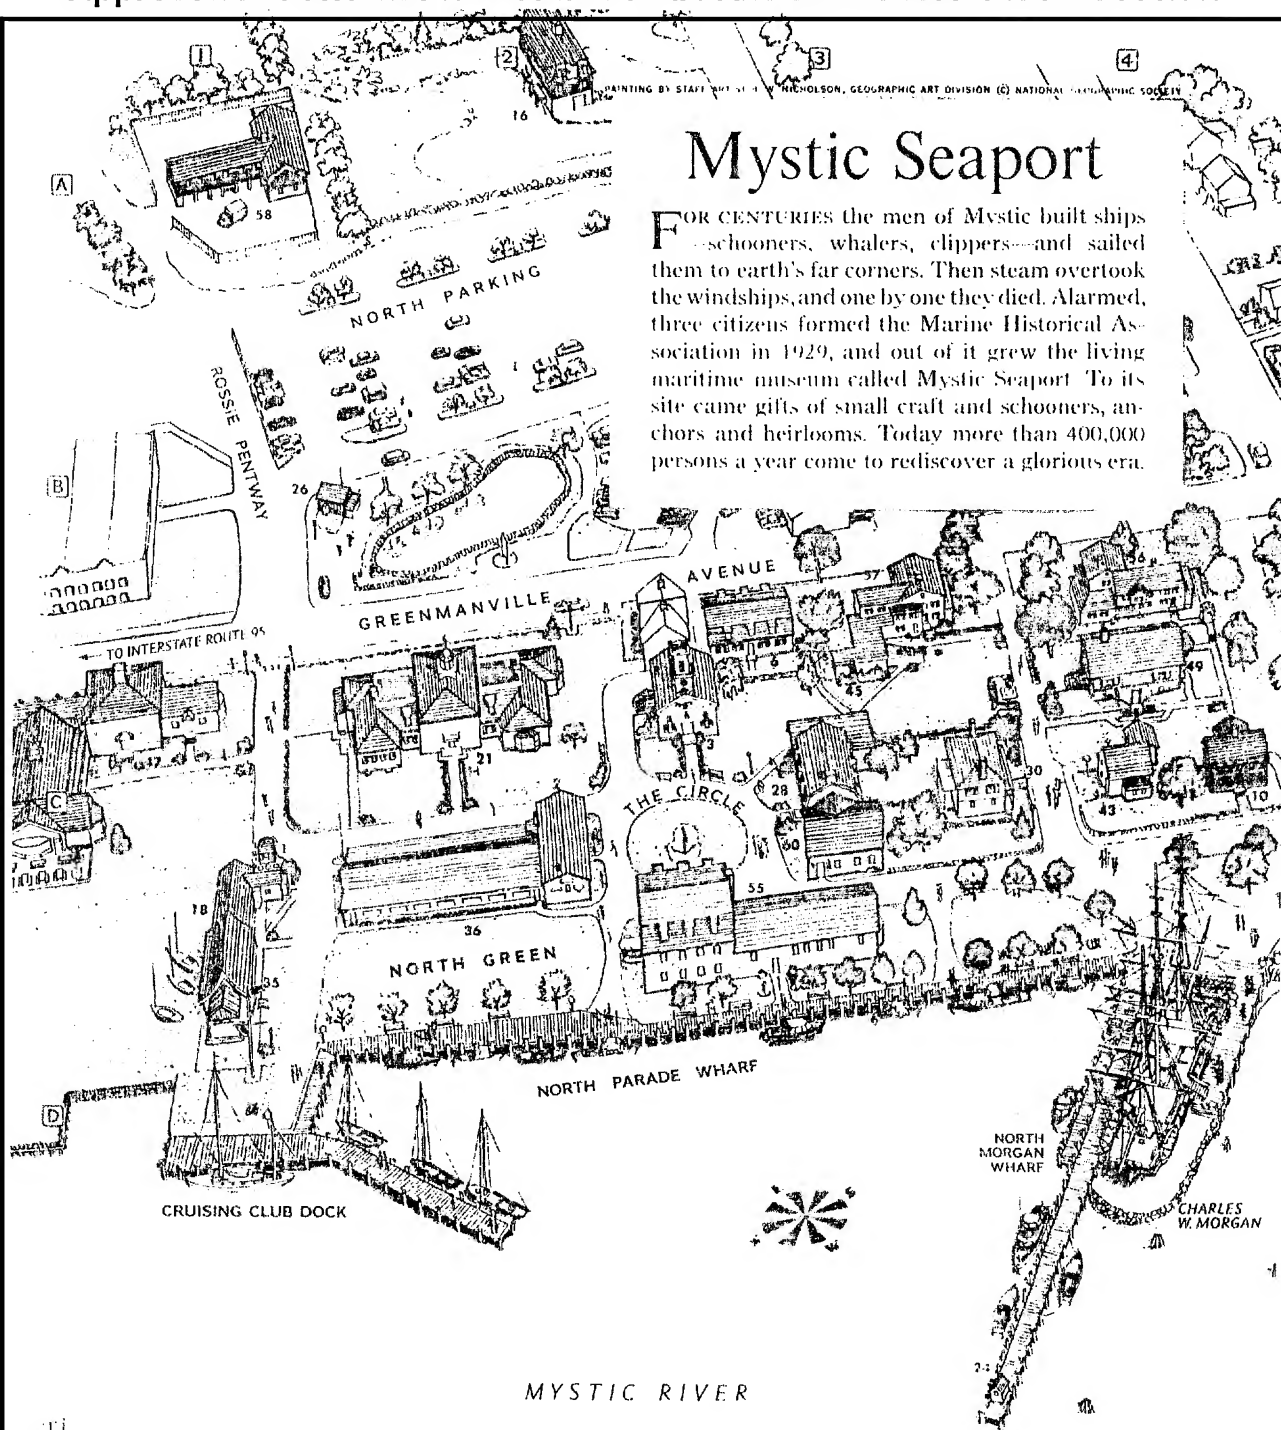 1
2
3
4
16
PAINTING BY STAFF NICHOLSON, GEOGRAPHIC ART DIVISION (C) NATIONAL GEOGRAPHIC SOCIETY
Mystic Seaport
FOR CENTURIES the men of Mystic built ships
—schooners, whalers, clippers—and sailed
them to earth's far corners. Then steam overtook
the windships, and one by one they died. Alarmed,
three citizens formed the Marine Historical As-
sociation in 1929, and out of it grew the living
maritime museum called Mystic Seaport. To its
site came gifts of small craft and schooners, an-
chors and heirlooms. Today more than 400,000
persons a year come to rediscover a glorious era.
A
58
NORTH PARKING
ROSSIE PENTWAY
B
26
AVENUE
GREENMANVILLE
57
TO INTERSTATE ROUTE 95
6
45
49
21
3
28
30
43
10
C
THE CIRCLE
60
18
55
36
NORTH GREEN
35
NORTH PARADE WHARF
D
NORTH
MORGAN
WHARF
CRUISING CLUB DOCK
CHARLES
W. MORGAN
MYSTIC RIVER